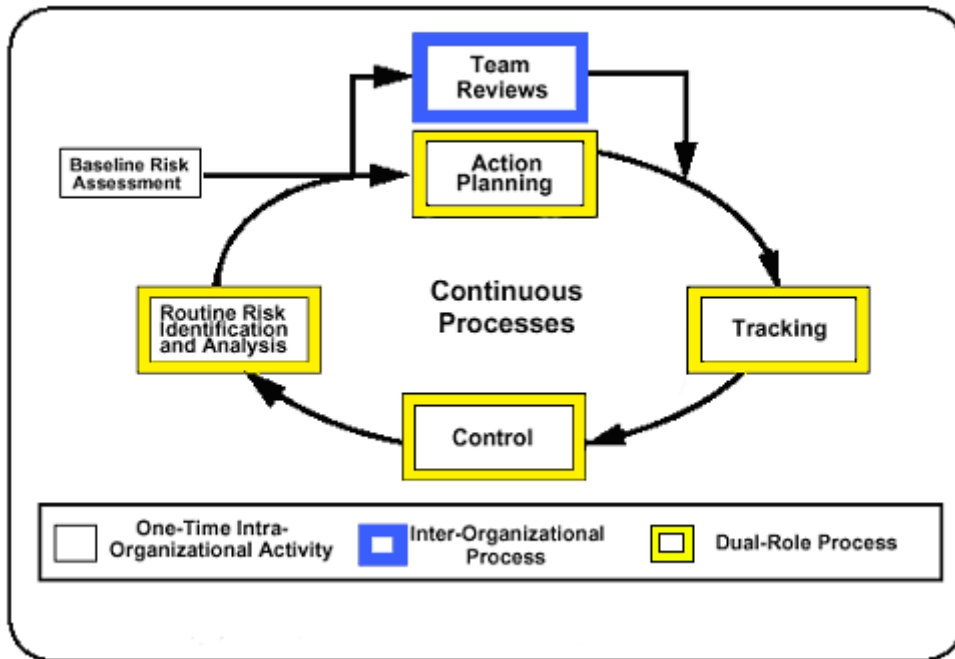 Team
Reviews
Baseline Risk
Assessment
Action
Planning
Continuous
Processes
Routine Risk
Identification
and Analysis
Tracking
Control
One-Time Intra-
Organizational Activity
Inter-Organizational
Process
Dual-Role Process